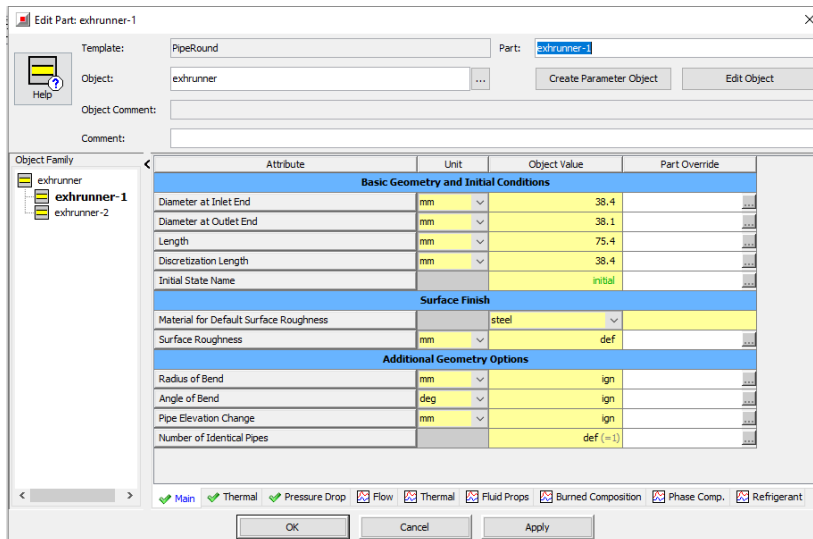 Edit Part: exhrunner-1
Template: PipeRound Part: exhrunner-1
Help
Object: exhrunner ... Create Parameter Object Edit Object
Object Comment:
Comment:
Object Family
exhrunner
exhrunner-1
exhrunner-2
Attribute Unit Object Value Part Override
Basic Geometry and Initial Conditions
Diameter at Inlet End mm 38.4 ...
Diameter at Outlet End mm 38.1 ...
Length mm 75.4 ...
Discretization Length mm 38.4 ...
Initial State Name initial ...
Surface Finish
Material for Default Surface Roughness steel
Surface Roughness mm def ...
Additional Geometry Options
Radius of Bend mm ign ...
Angle of Bend deg ign ...
Pipe Elevation Change mm ign ...
Number of Identical Pipes def (=1) ...
Main Thermal Pressure Drop Flow Thermal Fluid Props Burned Composition Phase Comp. Refrigerant
OK Cancel Apply